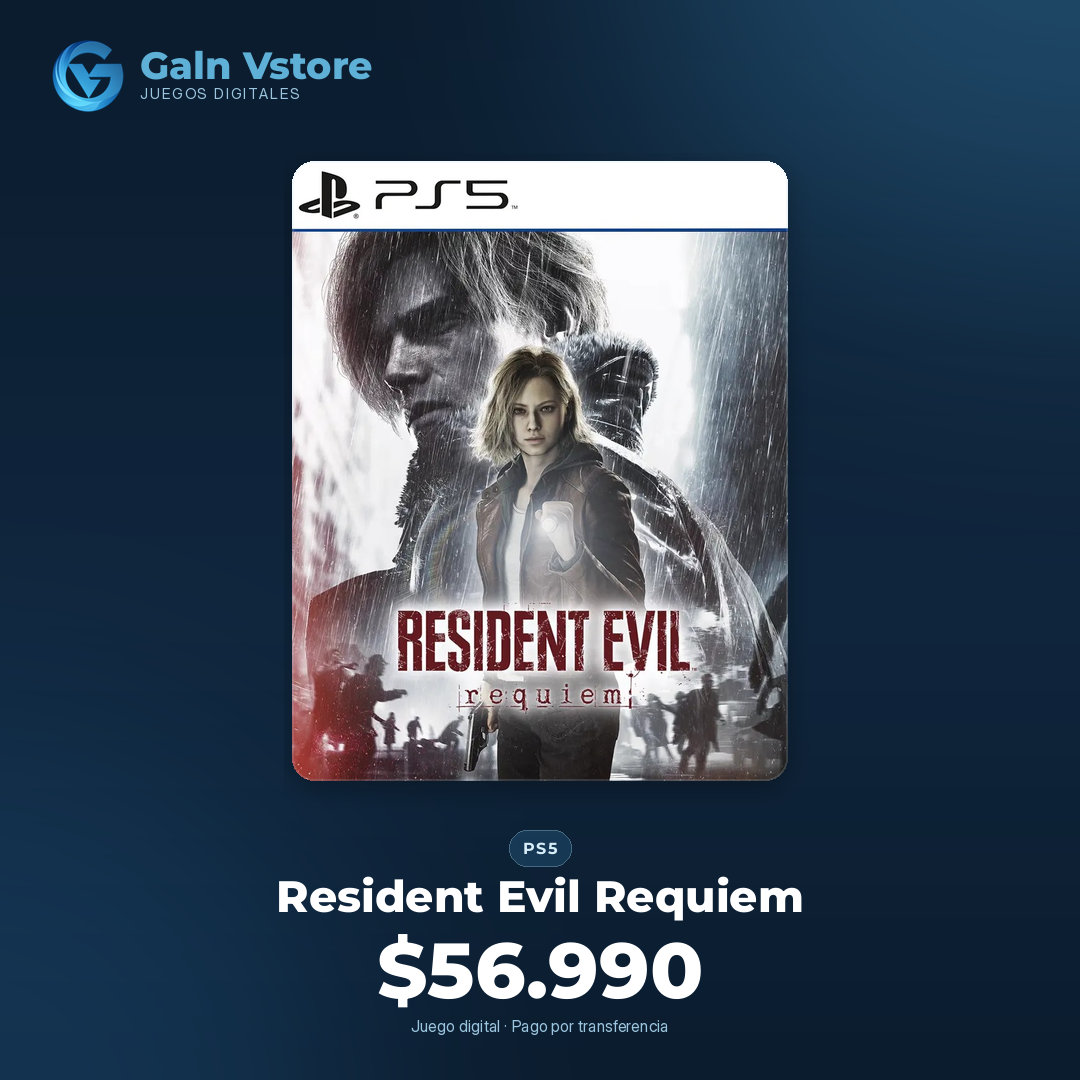 Galn Vstore
JUEGOS DIGITALES
PS5
RESIDENT EVIL
requiem
PS5
Resident Evil Requiem
$56.990
Juego digital · Pago por transferencia